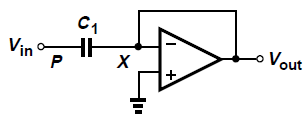 C1
Vin P X − + Vout